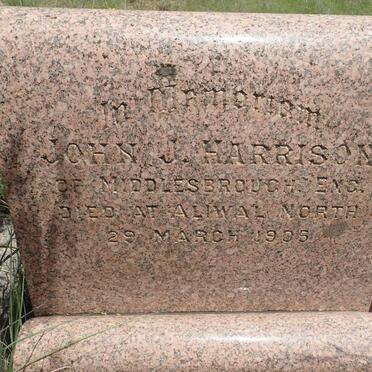 In Memoriam
JOHN J. HARRISON
OF MIDDLESBROUGH, ENG.
DIED AT ALIWAL NORTH
29 MARCH 1905